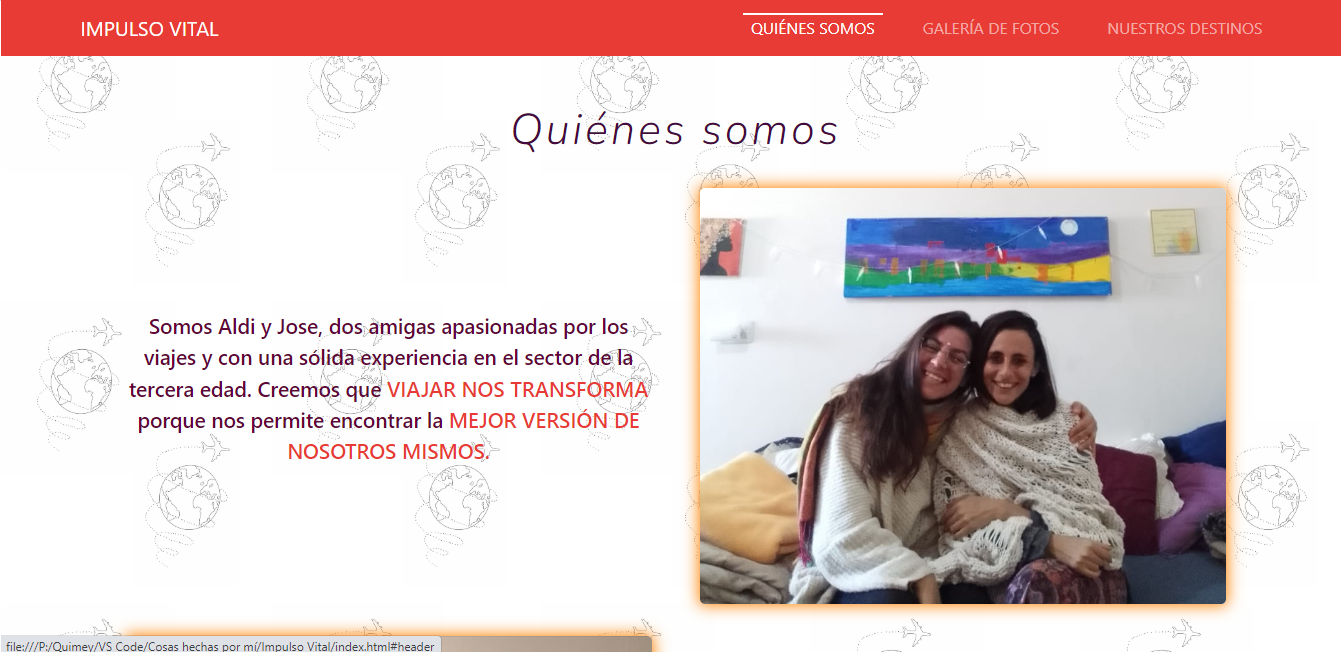 IMPULSO VITAL
QUIÉNES SOMOS
GALERÍA DE FOTOS
NUESTROS DESTINOS
Quiénes somos
Somos Aldi y Jose, dos amigas apasionadas por los
viajes y con una sólida experiencia en el sector de la
tercera edad. Creemos que VIAJAR NOS TRANSFORMA
porque nos permite encontrar la MEJOR VERSIÓN DE
NOSOTROS MISMOS.
file:///P:/Quimey/VS Code/Cosas hechas por mí/Impulso Vital/index.html#header